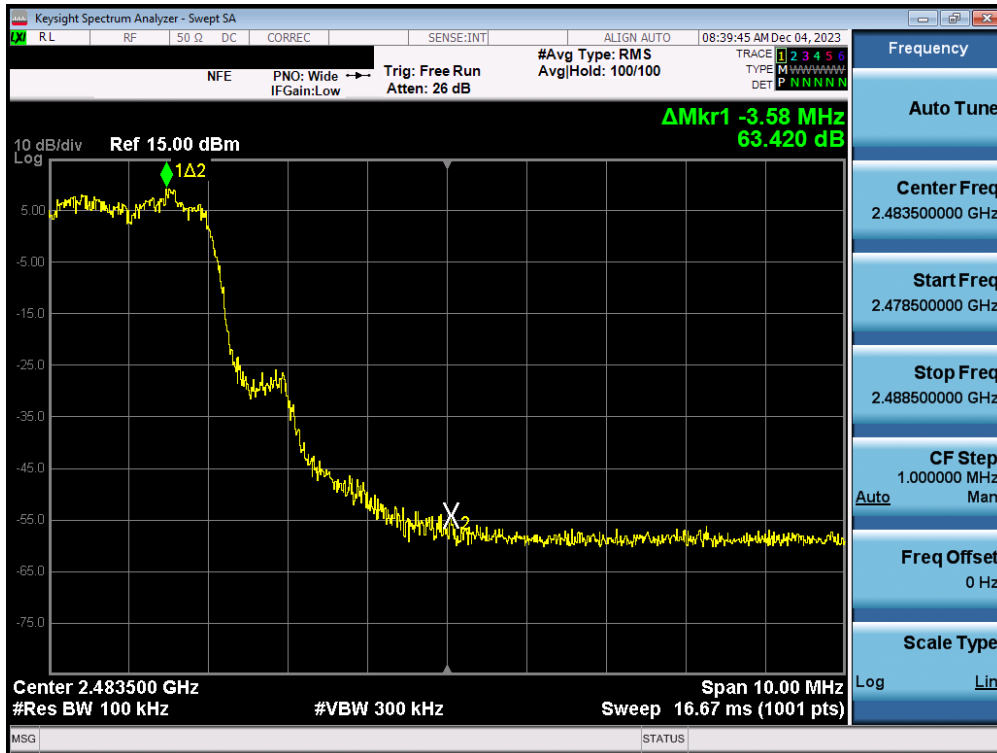 Keysight Spectrum Analyzer - Swept SA
LXI RL RF 50 Ω DC CORREC SENSE:INT ALIGN AUTO 08:39:45 AM Dec 04, 2023
NFE PNO: Wide Trig: Free Run #Avg Type: RMS TRACE 1 2 3 4 5 6
IFGain:Low Atten: 26 dB Avg|Hold: 100/100 TYPE M WWWWW
DET P N N N N N
ΔMkr1 -3.58 MHz
63.420 dB
10 dB/div Ref 15.00 dBm
Log
1Δ2
5.00
-5.00
-15.0
-25.0
-35.0
-45.0
-55.0
X2
-65.0
-75.0
Center 2.483500 GHz Span 10.00 MHz
#Res BW 100 kHz #VBW 300 kHz Sweep 16.67 ms (1001 pts)
MSG STATUS
Frequency
Auto Tune
Center Freq
2.483500000 GHz
Start Freq
2.478500000 GHz
Stop Freq
2.488500000 GHz
CF Step
1.000000 MHz
Auto Man
Freq Offset
0 Hz
Scale Type
Log Lin